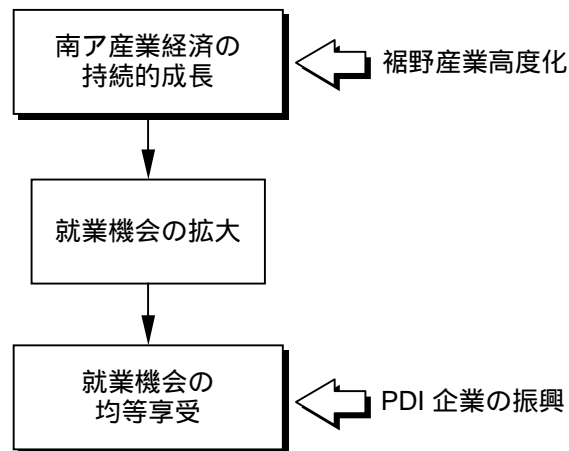 南ア産業経済の
持続的成長
裾野産業高度化
就業機会の拡大
就業機会の
均等享受
PDI 企業の振興